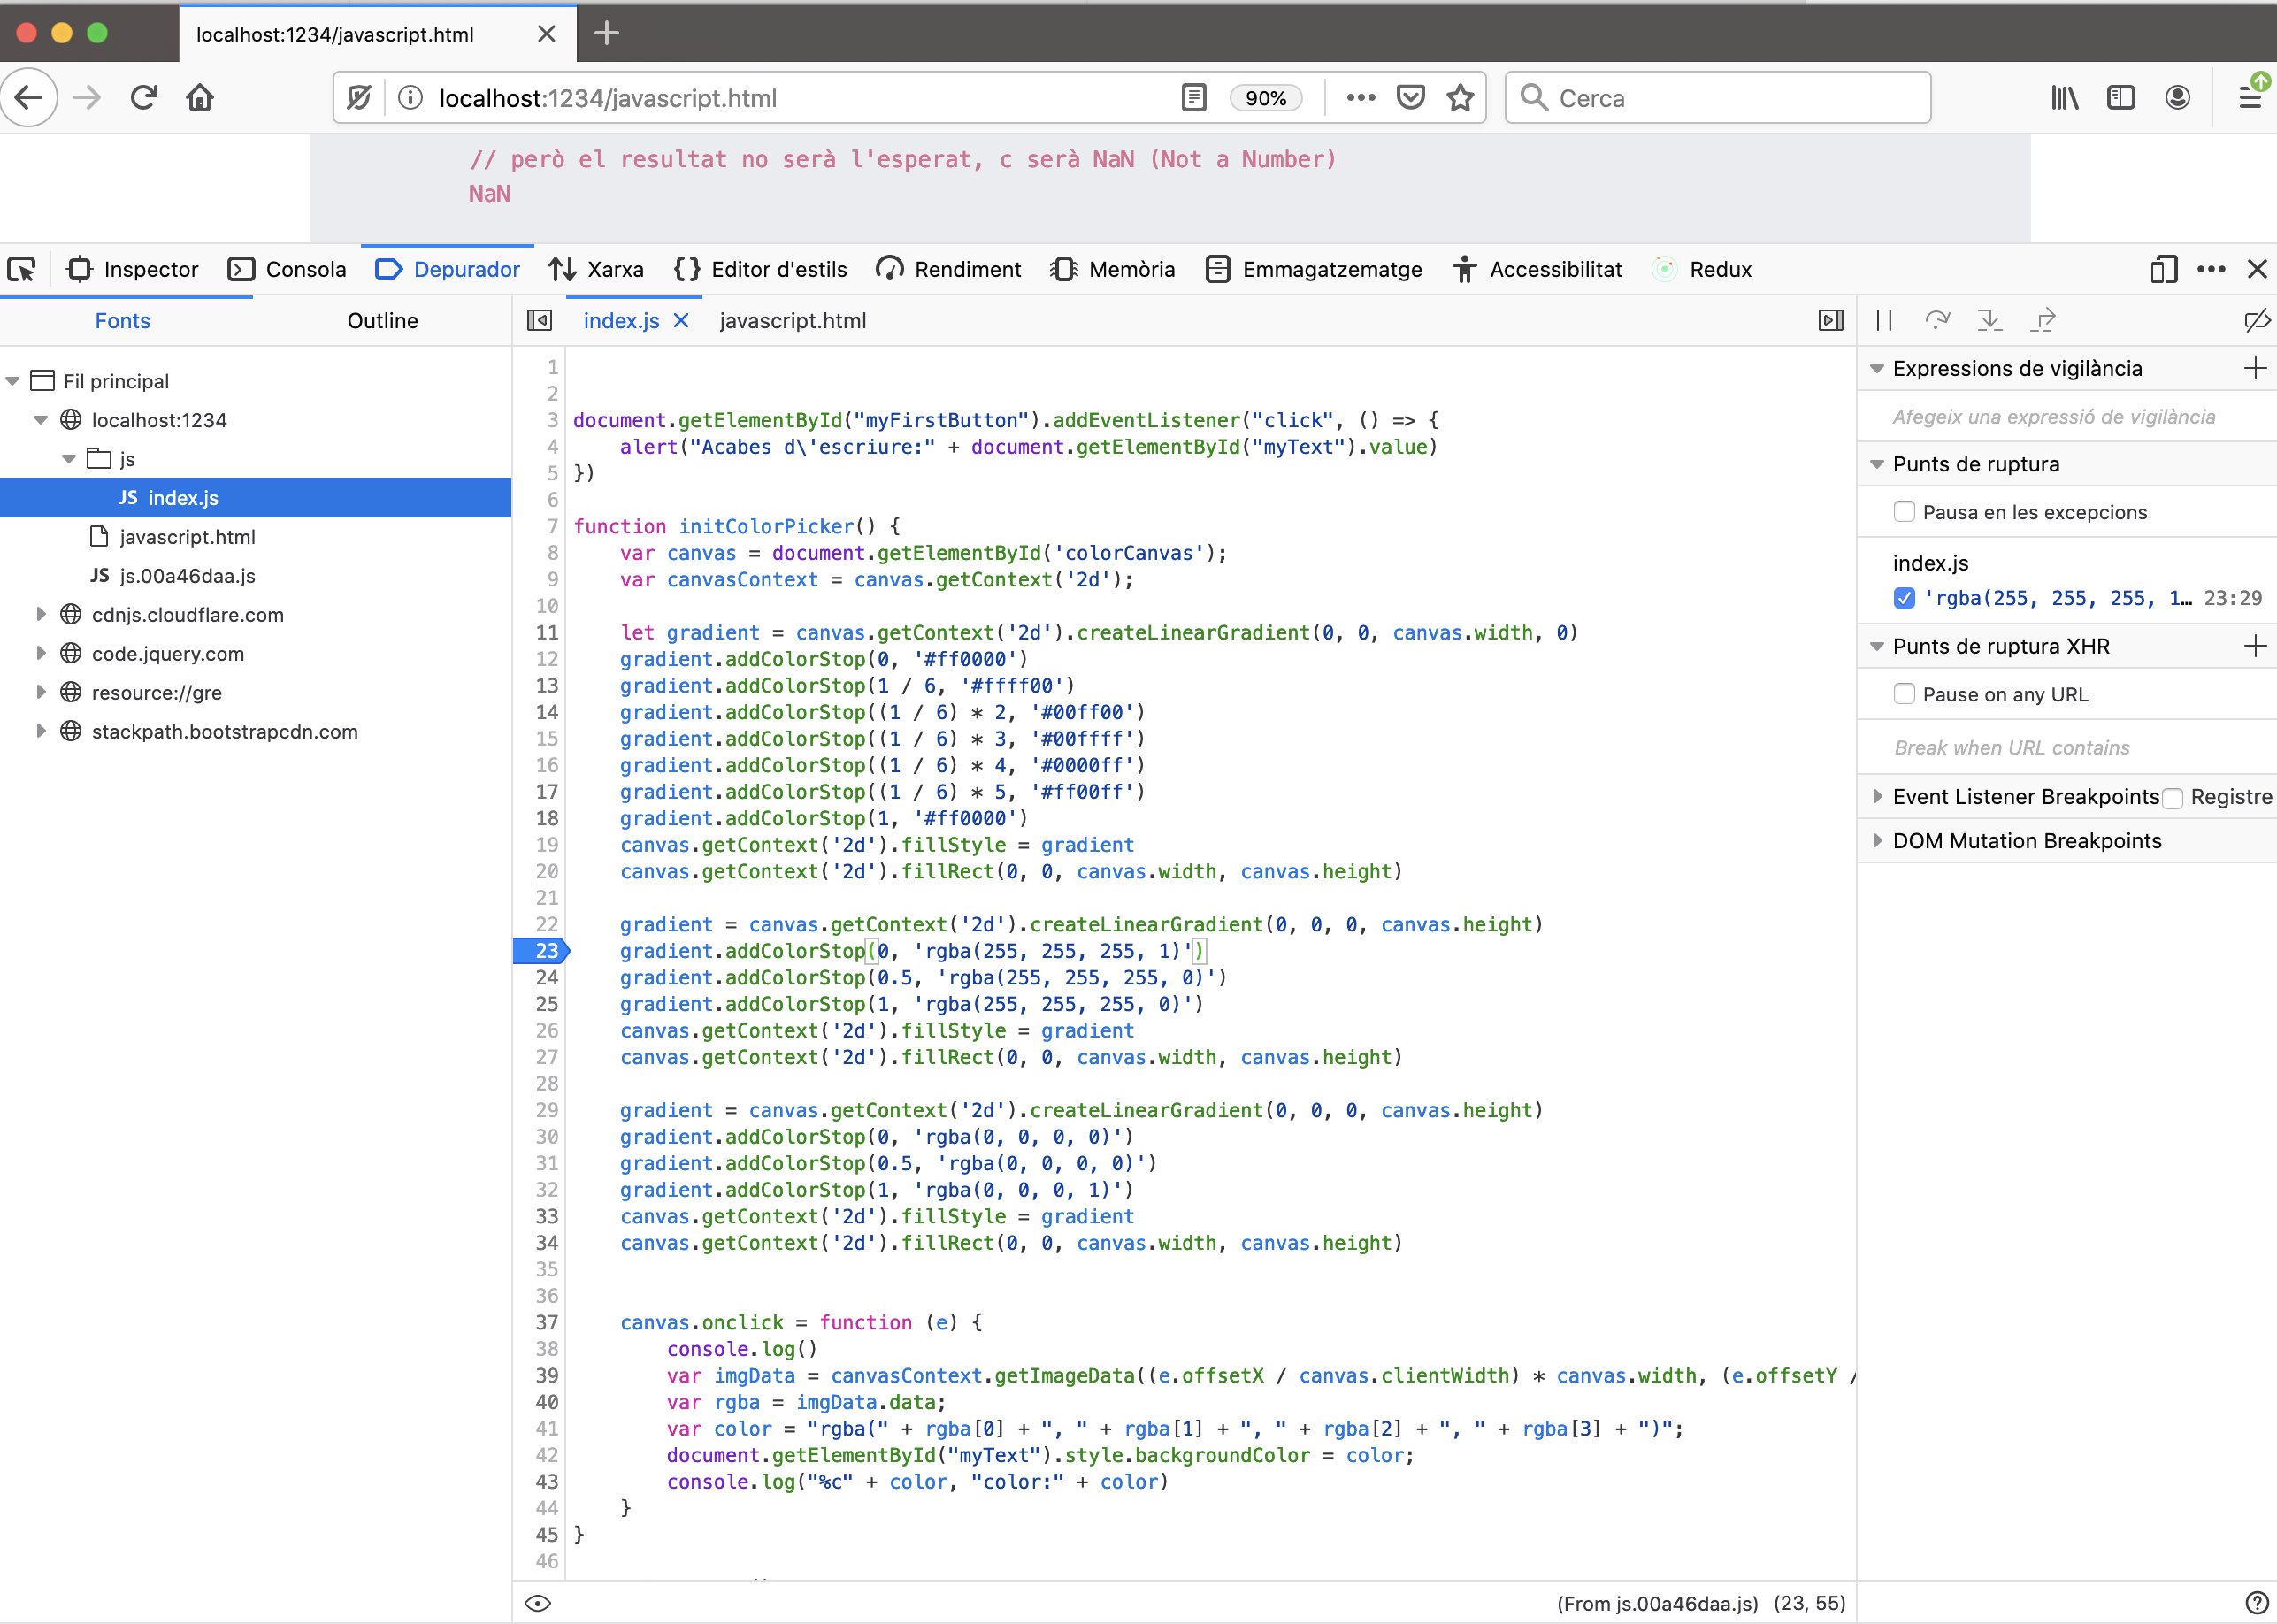 localhost:1234/javascript.html
localhost:1234/javascript.html
90%
Cerca
// però el resultat no serà l'esperat, c serà NaN (Not a Number)
NaN
Inspector
Consola
Depurador
Xarxa
Editor d'estils
Rendiment
Memòria
Emmagatzematge
Accessibilitat
Redux
Fonts
Outline
Fil principal
localhost:1234
js
JS index.js
javascript.html
JS js.00a46daa.js
cdnjs.cloudflare.com
code.jquery.com
resource://gre
stackpath.bootstrapcdn.com
index.js
javascript.html
1
2
3 document.getElementById("myFirstButton").addEventListener("click", () => {
4     alert("Acabes d\'escriure:" + document.getElementById("myText").value)
5 })
6
7 function initColorPicker() {
8     var canvas = document.getElementById('colorCanvas');
9     var canvasContext = canvas.getContext('2d');
10
11     let gradient = canvas.getContext('2d').createLinearGradient(0, 0, canvas.width, 0)
12     gradient.addColorStop(0, '#ff0000')
13     gradient.addColorStop(1 / 6, '#ffff00')
14     gradient.addColorStop((1 / 6) * 2, '#00ff00')
15     gradient.addColorStop((1 / 6) * 3, '#00ffff')
16     gradient.addColorStop((1 / 6) * 4, '#0000ff')
17     gradient.addColorStop((1 / 6) * 5, '#ff00ff')
18     gradient.addColorStop(1, '#ff0000')
19     canvas.getContext('2d').fillStyle = gradient
20     canvas.getContext('2d').fillRect(0, 0, canvas.width, canvas.height)
21
22     gradient = canvas.getContext('2d').createLinearGradient(0, 0, 0, canvas.height)
23     gradient.addColorStop(0, 'rgba(255, 255, 255, 1)')
24     gradient.addColorStop(0.5, 'rgba(255, 255, 255, 0)')
25     gradient.addColorStop(1, 'rgba(255, 255, 255, 0)')
26     canvas.getContext('2d').fillStyle = gradient
27     canvas.getContext('2d').fillRect(0, 0, canvas.width, canvas.height)
28
29     gradient = canvas.getContext('2d').createLinearGradient(0, 0, 0, canvas.height)
30     gradient.addColorStop(0, 'rgba(0, 0, 0, 0)')
31     gradient.addColorStop(0.5, 'rgba(0, 0, 0, 0)')
32     gradient.addColorStop(1, 'rgba(0, 0, 0, 1)')
33     canvas.getContext('2d').fillStyle = gradient
34     canvas.getContext('2d').fillRect(0, 0, canvas.width, canvas.height)
35
36
37     canvas.onclick = function (e) {
38         console.log()
39         var imgData = canvasContext.getImageData((e.offsetX / canvas.clientWidth) * canvas.width, (e.offsetY /
40         var rgba = imgData.data;
41         var color = "rgba(" + rgba[0] + ", " + rgba[1] + ", " + rgba[2] + ", " + rgba[3] + ")";
42         document.getElementById("myText").style.backgroundColor = color;
43         console.log("%c" + color, "color:" + color)
44     }
45 }
46
(From js.00a46daa.js) (23, 55)
Expressions de vigilància
Afegeix una expressió de vigilància
Punts de ruptura
Pausa en les excepcions
index.js
'rgba(255, 255, 255, 1… 23:29
Punts de ruptura XHR
Pause on any URL
Break when URL contains
Event Listener Breakpoints Registre
DOM Mutation Breakpoints